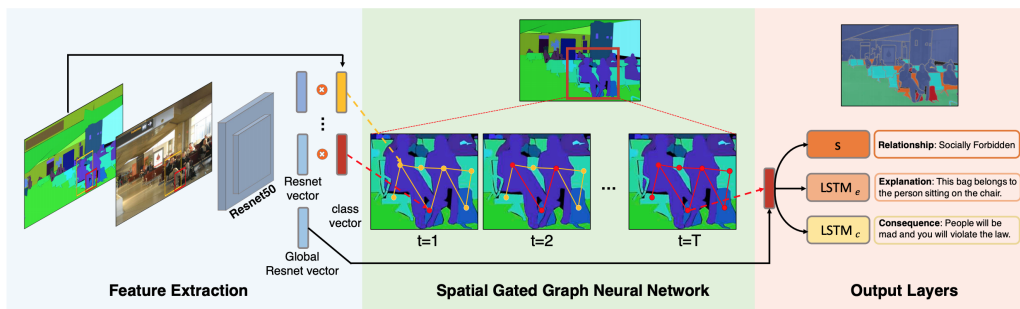 Resnet50
Resnet
vector
class
vector
Global
Resnet vector
Feature Extraction
t=1
t=2
...
t=T
Spatial Gated Graph Neural Network
S
Relationship: Socially Forbidden
LSTM e
Explanation: This bag belongs to
the person sitting on the chair.
LSTM c
Consequence: People will be
mad and you will violate the law.
Output Layers